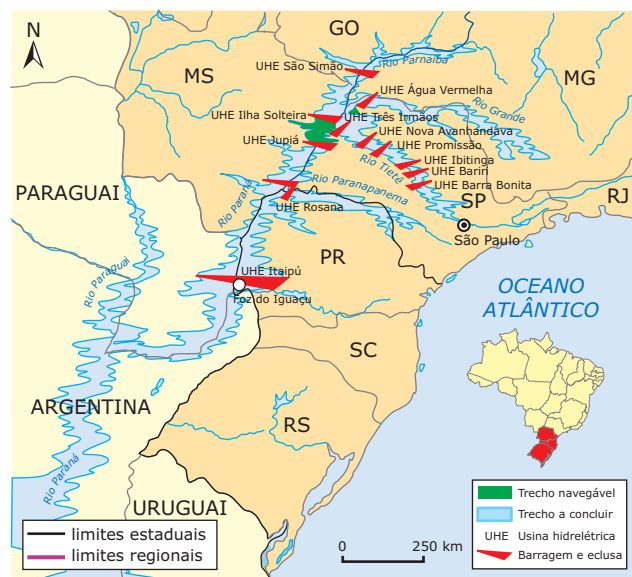 N
GO
MS
MG
UHE São Simão
Rio Parnaíba
UHE Água Vermelha
Rio Grande
UHE Ilha Solteira
UHE Três Irmãos
UHE Nova Avanhandava
UHE Jupiá
UHE Promissão
Rio Tietê
UHE Ibitinga
UHE Bariri
UHE Barra Bonita
PARAGUAI
Rio Paraná
Rio Paranapanema
UHE Rosana
SP
RJ
São Paulo
Rio Paraguai
PR
UHE Itaipú
Foz do Iguaçu
OCEANO
ATLÂNTICO
SC
ARGENTINA
RS
Rio Paraná
URUGUAI
limites estaduais
limites regionais
0 250 km
Trecho navegável
Trecho a concluir
UHE Usina hidrelétrica
Barragem e eclusa